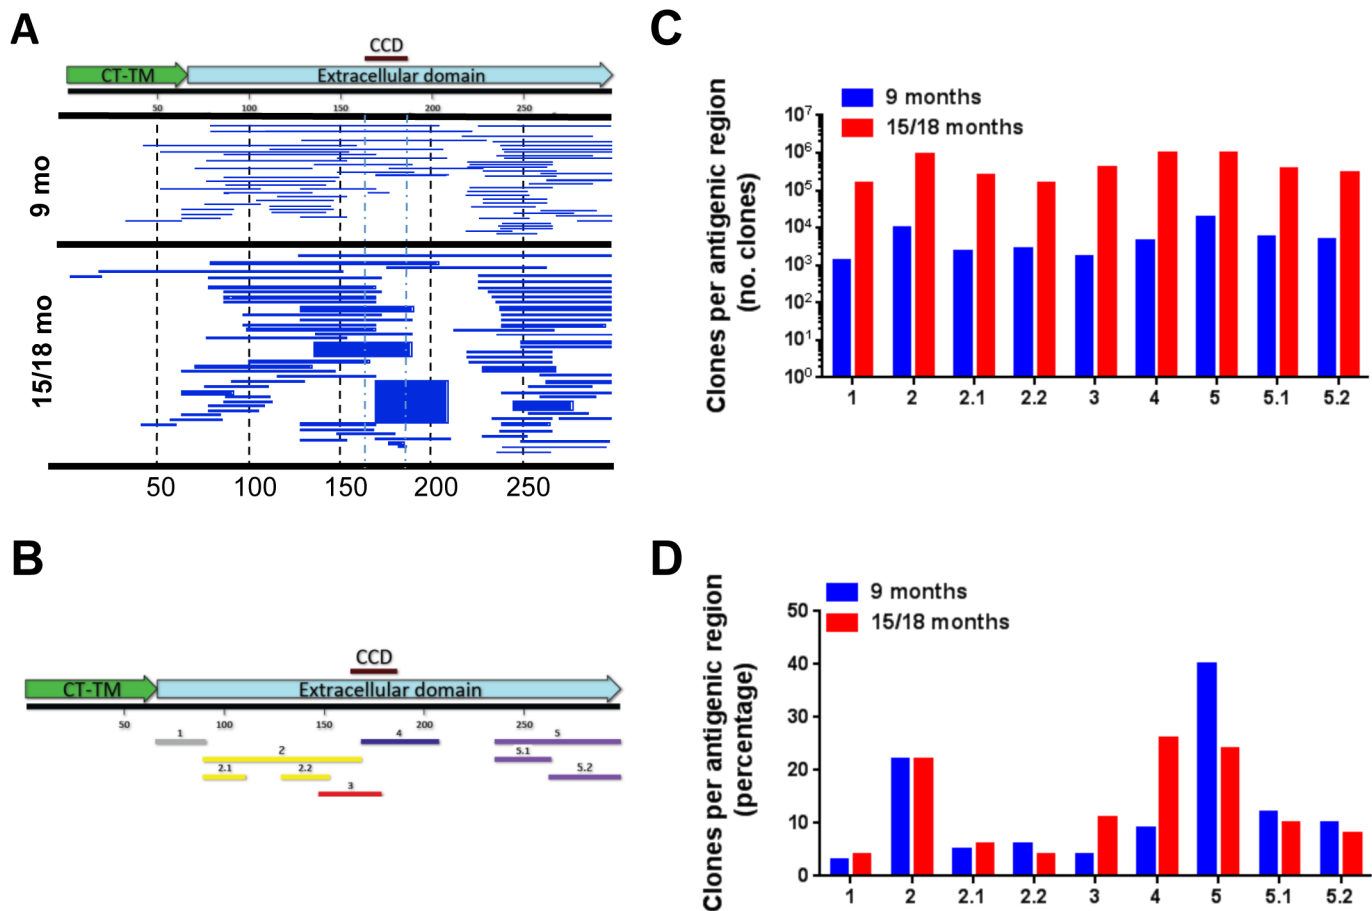 A
CCD
CT-TM
Extracellular domain
50 100 150 200 250
9 mo
15/18 mo
50 100 150 200 250
B
CCD
CT-TM
Extracellular domain
50 100 150 200 250
1 4 5
2 5.1
2.1 2.2 5.2
3
C
9 months
15/18 months
Clones per antigenic region
(no. clones)
10⁷
10⁶
10⁵
10⁴
10³
10²
10¹
10⁰
1 2 2.1 2.2 3 4 5 5.1 5.2
D
9 months
15/18 months
Clones per antigenic region
(percentage)
50
40
30
20
10
0
1 2 2.1 2.2 3 4 5 5.1 5.2